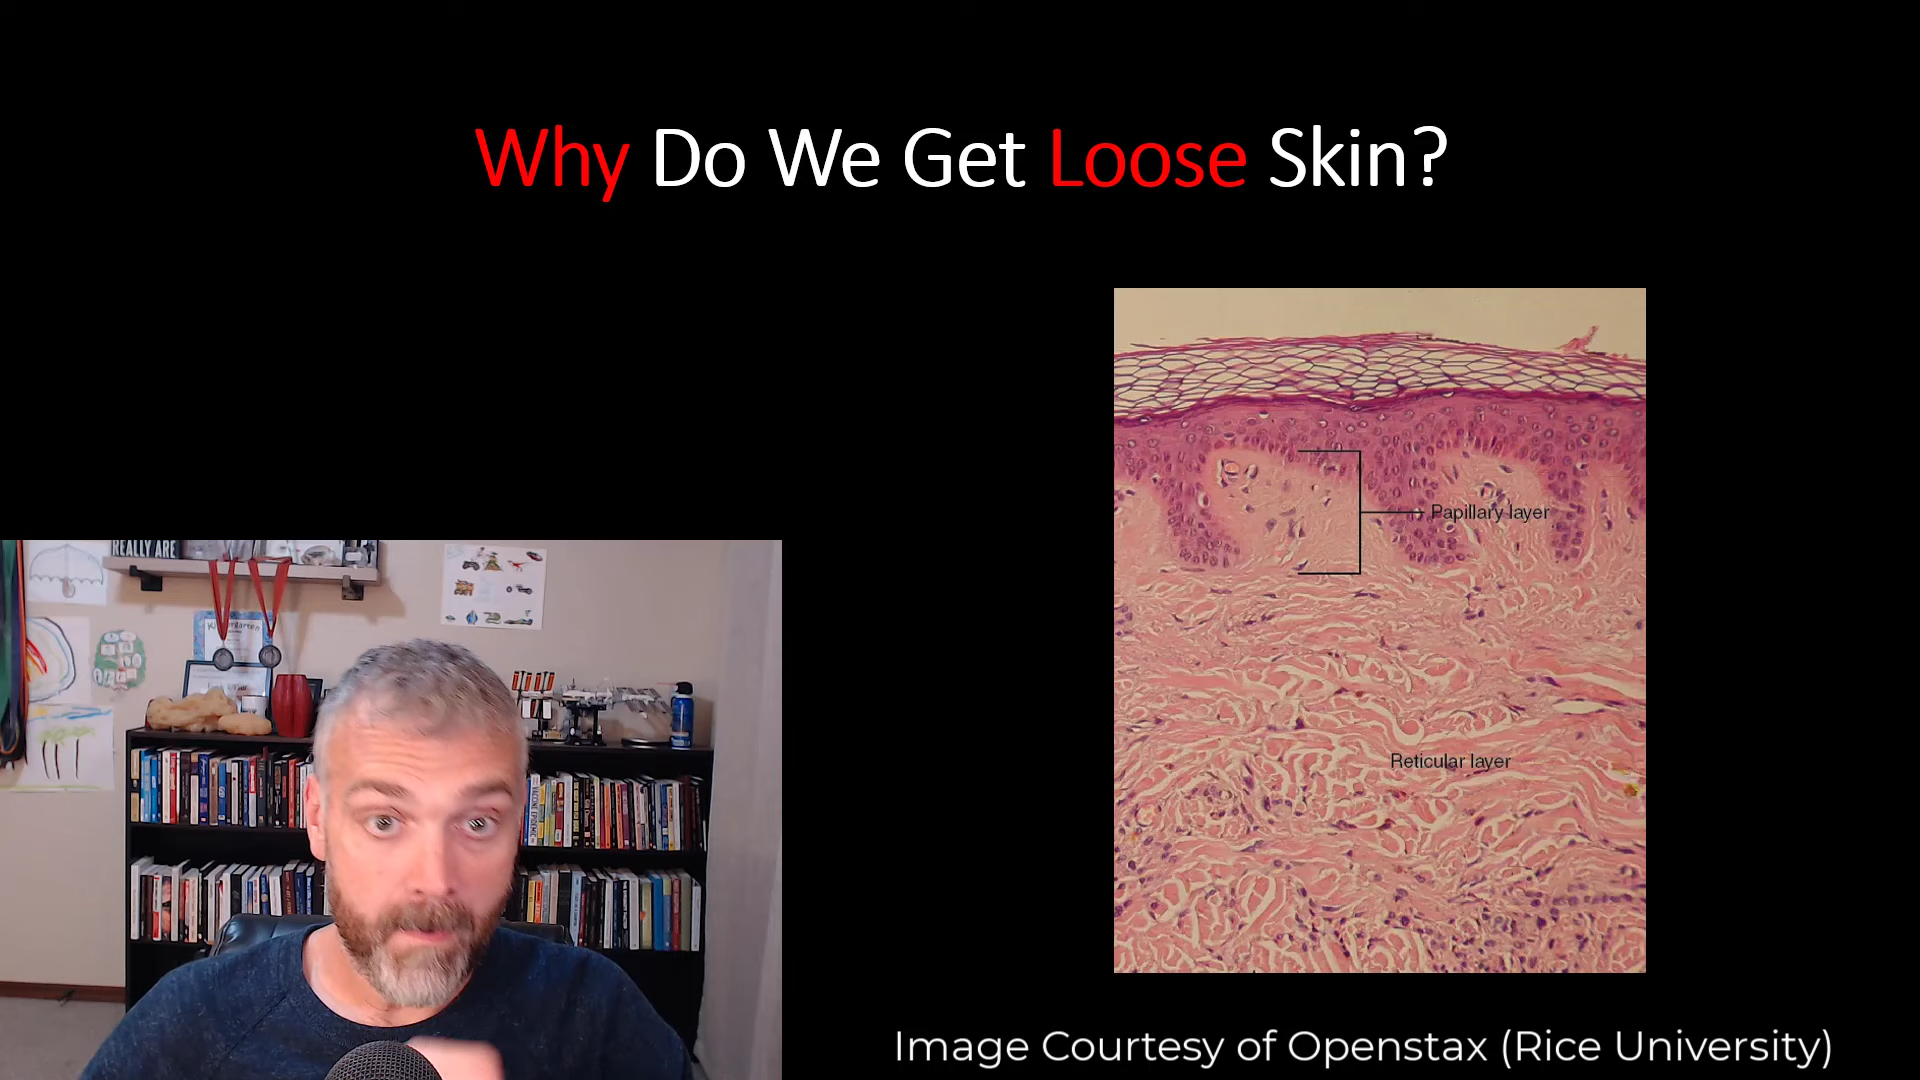 Why Do We Get Loose Skin?
Papillary layer
Reticular layer
REALLY ARE
Image Courtesy of Openstax (Rice University)